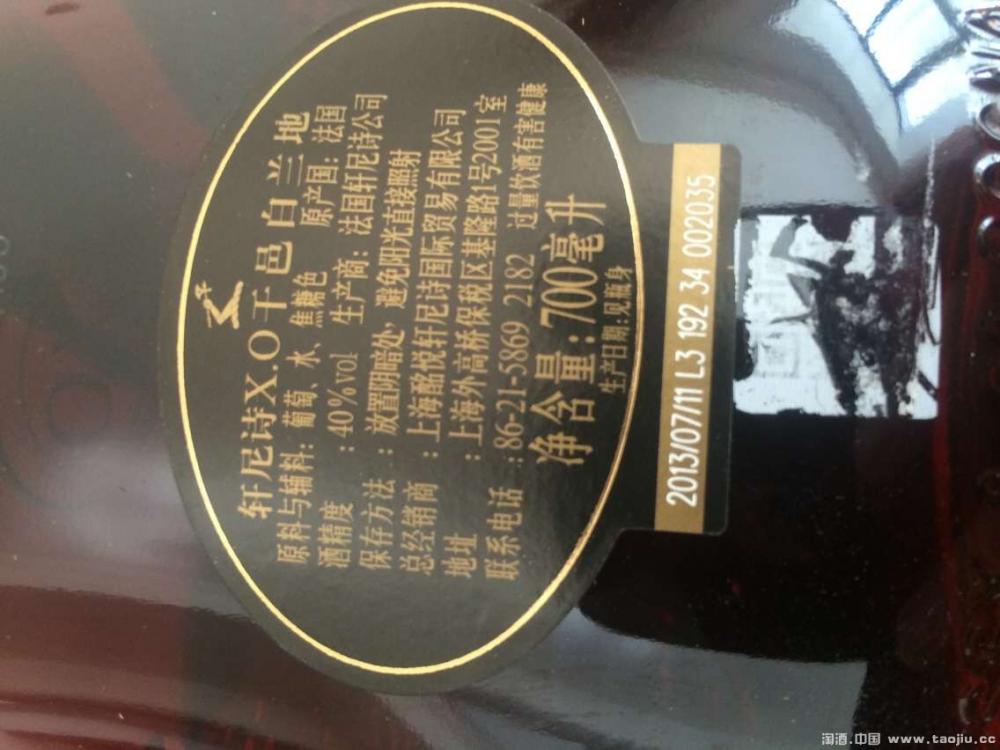 轩尼诗X.O干邑白兰地
原料与辅料: 葡萄、水、焦糖色 原产国: 法国
酒精度 : 40%vol 生产商: 法国轩尼诗公司
保存方法 : 放置阴暗处, 避免阳光直接照射
总经销商 : 上海酩悦轩尼诗国际贸易有限公司
地址 : 上海外高桥保税区基隆路1号2001室
联系电话 : 86-21-5869 2182 过量饮酒有害健康
净含量:700毫升
生产日期:见瓶身
2013/07/11 L3 192 34 002035
淘酒.中国 www.taojiu.cc